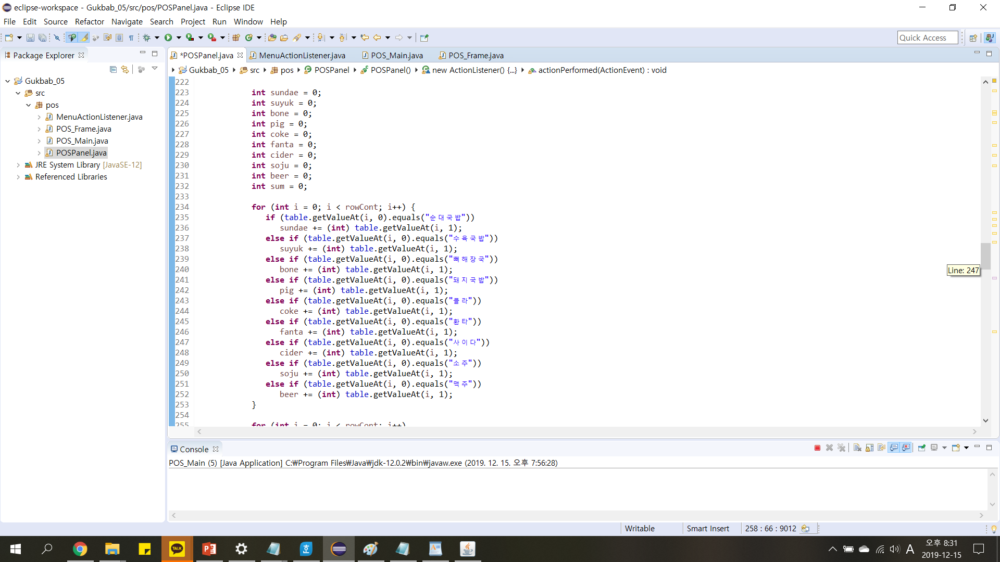 eclipse-workspace - Gukbab_05/src/pos/POSPanel.java - Eclipse IDE
File Edit Source Refactor Navigate Search Project Run Window Help
Quick Access
Package Explorer
*POSPanel.java MenuActionListener.java POS_Main.java POS_Frame.java
Gukbab_05 src pos POSPanel POSPanel() new ActionListener() {...} actionPerformed(ActionEvent) : void
Gukbab_05
src
pos
MenuActionListener.java
POS_Frame.java
POS_Main.java
POSPanel.java
JRE System Library [JavaSE-12]
Referenced Libraries
222
223 int sundae = 0;
224 int suyuk = 0;
225 int bone = 0;
226 int pig = 0;
227 int coke = 0;
228 int fanta = 0;
229 int cider = 0;
230 int soju = 0;
231 int beer = 0;
232 int sum = 0;
233
234 for (int i = 0; i < rowCont; i++) {
235 if (table.getValueAt(i, 0).equals("순대국밥"))
236 sundae += (int) table.getValueAt(i, 1);
237 else if (table.getValueAt(i, 0).equals("수육국밥"))
238 suyuk += (int) table.getValueAt(i, 1);
239 else if (table.getValueAt(i, 0).equals("뼈해장국"))
240 bone += (int) table.getValueAt(i, 1);
241 else if (table.getValueAt(i, 0).equals("돼지국밥"))
242 pig += (int) table.getValueAt(i, 1);
243 else if (table.getValueAt(i, 0).equals("콜라"))
244 coke += (int) table.getValueAt(i, 1);
245 else if (table.getValueAt(i, 0).equals("환타"))
246 fanta += (int) table.getValueAt(i, 1);
247 else if (table.getValueAt(i, 0).equals("사이다"))
248 cider += (int) table.getValueAt(i, 1);
249 else if (table.getValueAt(i, 0).equals("소주"))
250 soju += (int) table.getValueAt(i, 1);
251 else if (table.getValueAt(i, 0).equals("맥주"))
252 beer += (int) table.getValueAt(i, 1);
253 }
254
255 for (int i = 0; i < rowCont; i++)
Line: 247
Console
POS_Main (5) [Java Application] C:₩Program Files₩Java₩jdk-12.0.2₩bin₩javaw.exe (2019. 12. 15. 오후 7:56:28)
Writable Smart Insert 258 : 66 : 9012
TALK
A
오후 8:31
2019-12-15